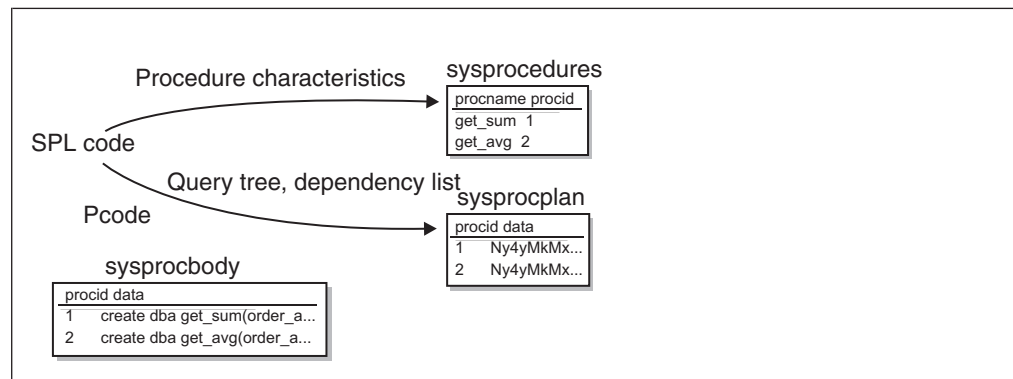 Procedure characteristics
sysprocedures
procname procid
get_sum 1
get_avg 2
SPL code
Query tree, dependency list
sysprocplan
Pcode
procid data
1 Ny4yMkMx...
2 Ny4yMkMx...
sysprocbody
procid data
1 create dba get_sum(order_a...
2 create dba get_avg(order_a...